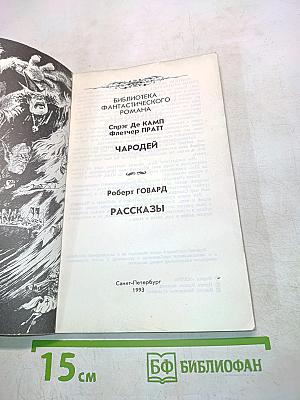 БИБЛИОТЕКА
ФАНТАСТИЧЕСКОГО
РОМАНА
Спрэг Де КАМП
Флетчер ПРАТТ
ЧАРОДЕЙ
Роберт ГОВАРД
РАССКАЗЫ
Санкт-Петербург
1993
15 см
БФ БИБЛИОФАН